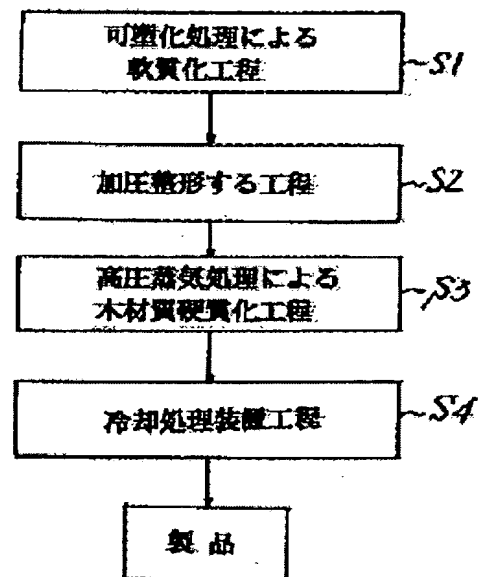 可塑化処理による
軟質化工程
~S1
加圧整形する工程
~S2
高圧蒸気処理による
木材質硬質化工程
~S3
冷却処理装置工程
~S4
製品